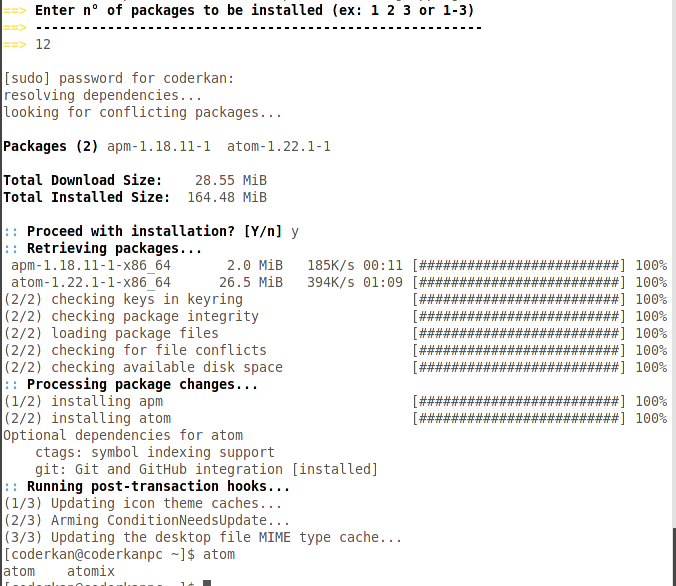 ==> Enter n° of packages to be installed (ex: 1 2 3 or 1-3)
==> --------------------------------------------------------
==> 12
[sudo] password for coderkan:
resolving dependencies...
looking for conflicting packages...
Packages (2) apm-1.18.11-1  atom-1.22.1-1
Total Download Size:    28.55 MiB
Total Installed Size:  164.48 MiB
:: Proceed with installation? [Y/n] y
:: Retrieving packages...
 apm-1.18.11-1-x86_64       2.0 MiB   185K/s 00:11 [#########################] 100%
 atom-1.22.1-1-x86_64      26.5 MiB   394K/s 01:09 [#########################] 100%
(2/2) checking keys in keyring                     [#########################] 100%
(2/2) checking package integrity                   [#########################] 100%
(2/2) loading package files                        [#########################] 100%
(2/2) checking for file conflicts                  [#########################] 100%
(2/2) checking available disk space                [#########################] 100%
:: Processing package changes...
(1/2) installing apm                               [#########################] 100%
(2/2) installing atom                              [#########################] 100%
Optional dependencies for atom
    ctags: symbol indexing support
    git: Git and GitHub integration [installed]
:: Running post-transaction hooks...
(1/3) Updating icon theme caches...
(2/3) Arming ConditionNeedsUpdate...
(3/3) Updating the desktop file MIME type cache...
[coderkan@coderkanpc ~]$ atom
atom    atomix
[coderkan@coderkanpc ~]$